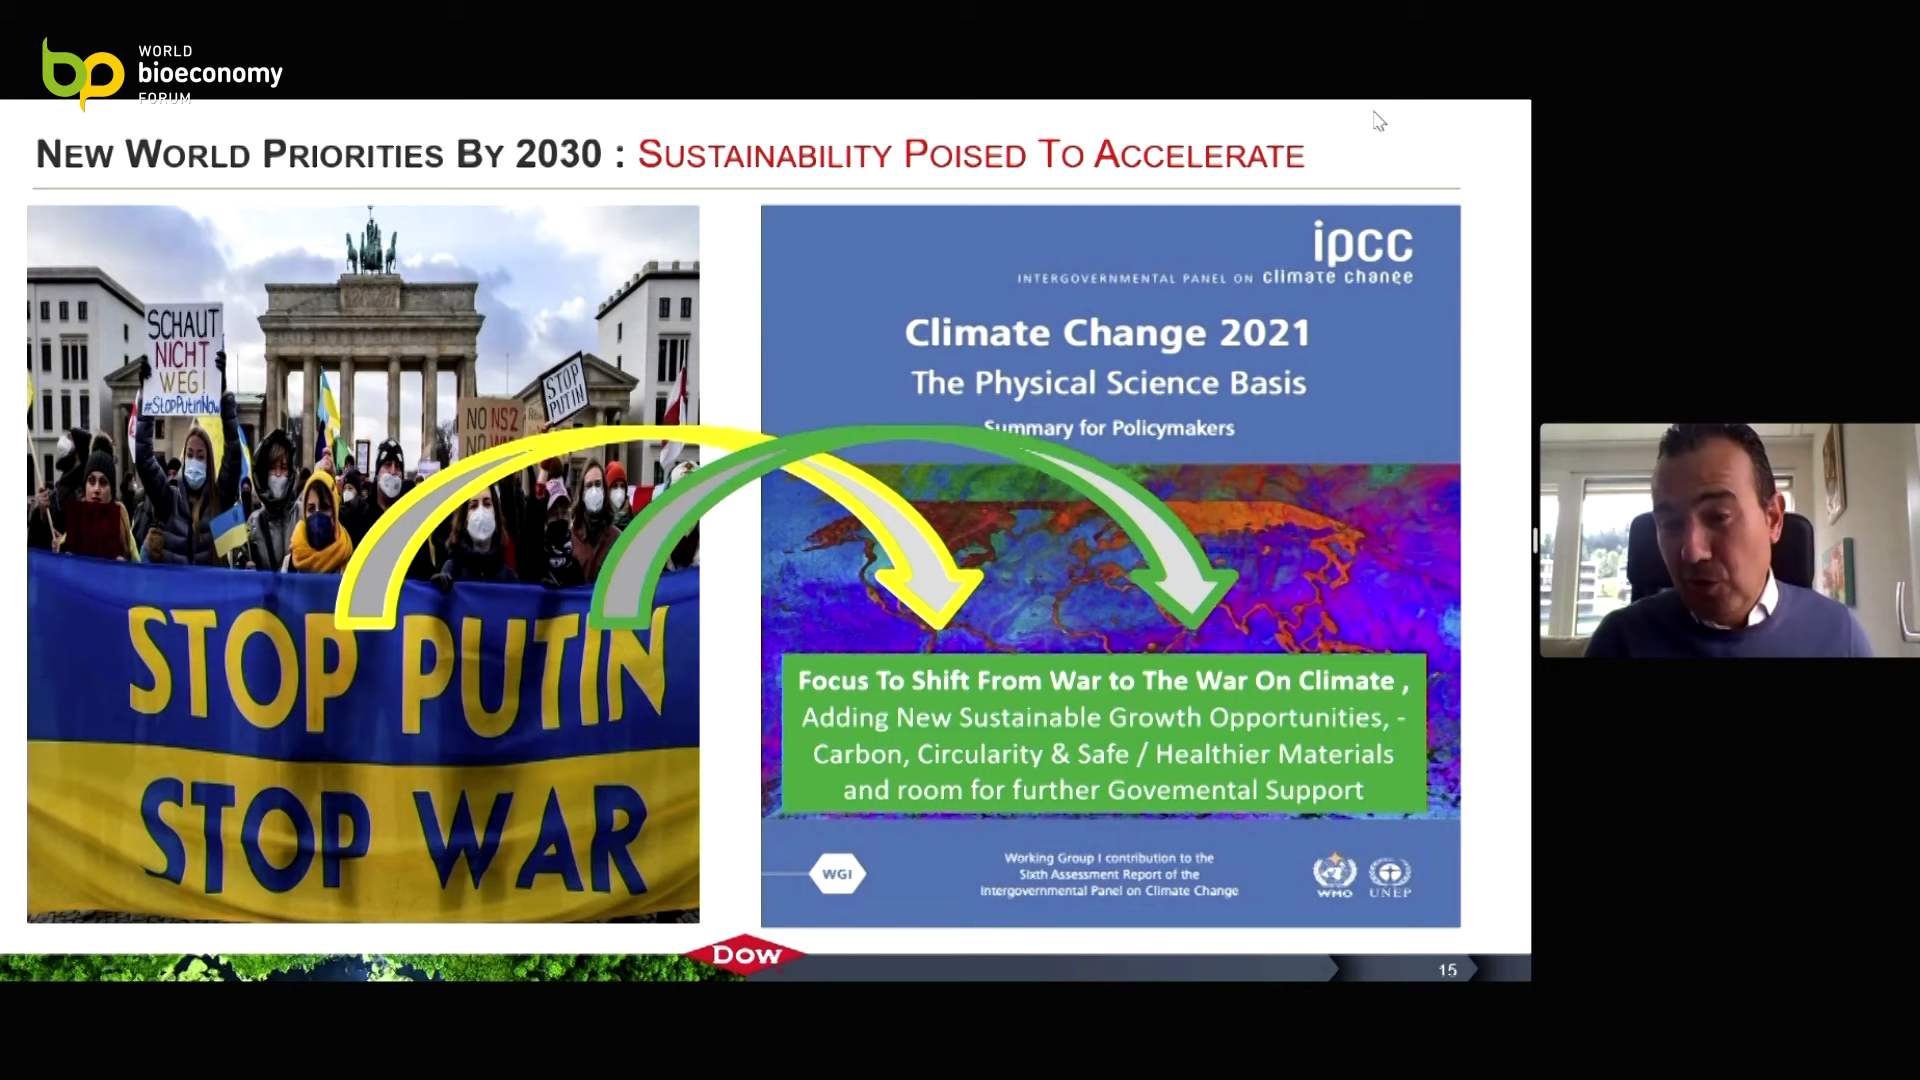 WORLD
bioeconomy
FORUM
NEW WORLD PRIORITIES BY 2030 : SUSTAINABILITY POISED TO ACCELERATE
SCHAUT
NICHT
WEG!
#StopPutinNow
STOP
PUTIN
NO NS2
STOP PUTIN
STOP WAR
ipcc
INTERGOVERNMENTAL PANEL ON climate change
Climate Change 2021
The Physical Science Basis
Summary for Policymakers
Focus To Shift From War to The War On Climate ,
Adding New Sustainable Growth Opportunities, -
Carbon, Circularity & Safe / Healthier Materials
and room for further Govemental Support
WGI
Working Group I contribution to the
Sixth Assessment Report of the
Intergovernmental Panel on Climate Change
WMO
UNEP
DOW
15